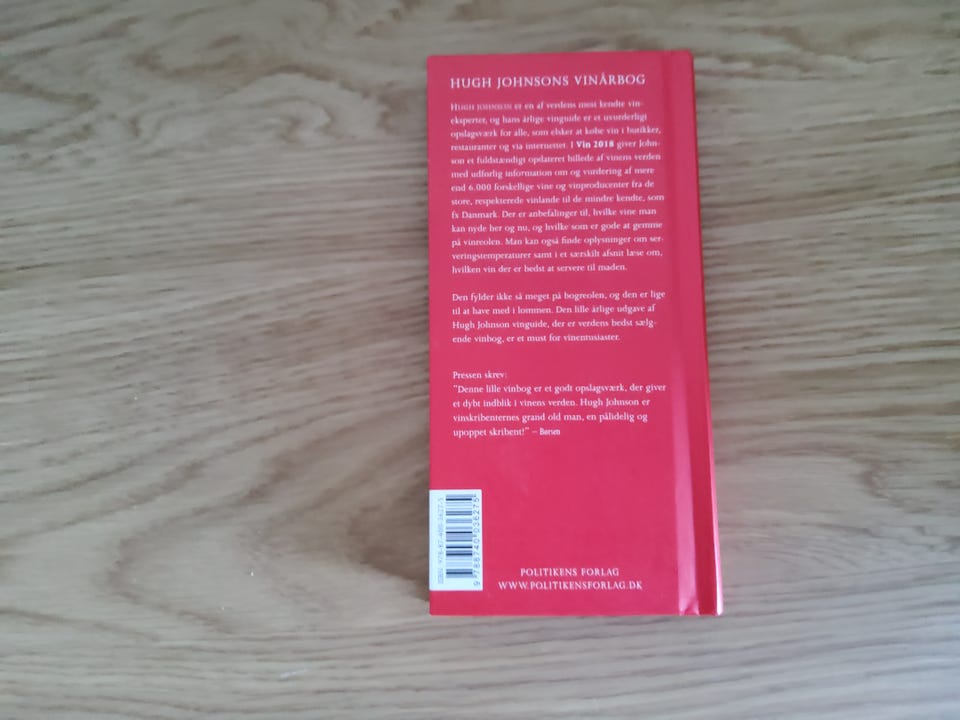 HUGH JOHNSONS VINÅRBOG
HUGH JOHNSON er en af verdens mest kendte vin-
eksperter, og hans årlige vinguide er et uvurderligt
opslagsværk for alle, som elsker at købe vin i butikker,
restauranter og via internettet. I Vin 2018 giver John-
son et fuldstændigt opdateret billede af vinens verden
med udførlig information om og vurdering af mere
end 6.000 forskellige vine og vinproducenter fra de
store, respekterede vinlande til de mindre kendte, som
fx Danmark. Der er anbefalinger til, hvilke vine man
kan nyde her og nu, og hvilke som er gode at gemme
på vinreolen. Man kan også finde oplysninger om ser-
veringstemperaturer samt i et særskilt afsnit læse om,
hvilken vin der er bedst at servere til maden.
Den fylder ikke så meget på bogreolen, og den er lige
til at have med i lommen. Den lille årlige udgave af
Hugh Johnson vinguide, der er verdens bedst sælg-
ende vinbog, er et must for vinentusiaster.
Pressen skrev:
"Denne lille vinbog er et godt opslagsværk, der giver
et dybt indblik i vinens verden. Hugh Johnson er
vinskribenternes grand old man, en pålidelig og
upoppet skribent!" – Børsen
ISBN 978-87-400-3627-5
9 788740 036275
POLITIKENS FORLAG
WWW.POLITIKENSFORLAG.DK